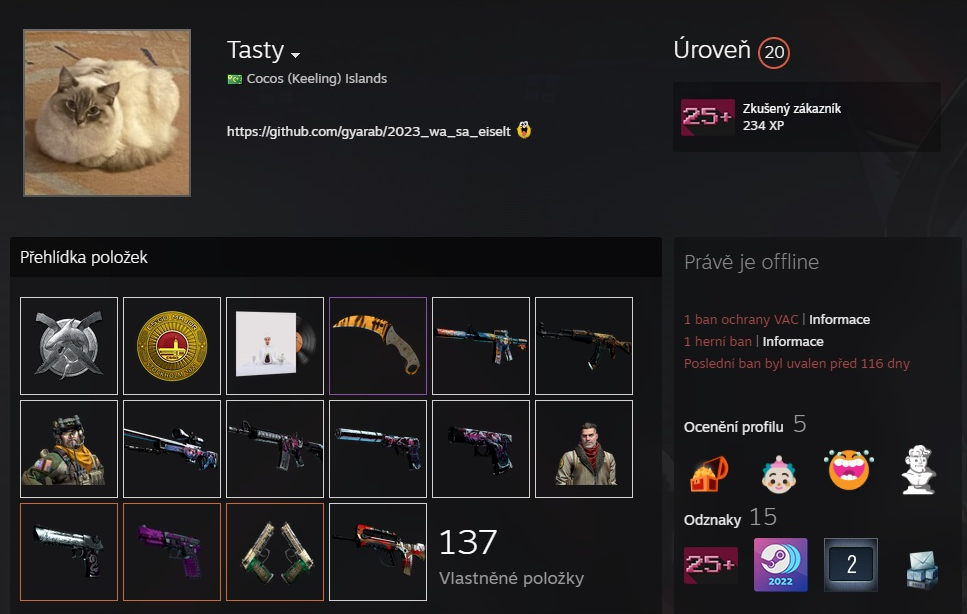 Tasty
Cocos (Keeling) Islands
https://github.com/gyarab/2023_wa_sa_eiselt
Úroveň 20
25+
Zkušený zákazník
234 XP
Přehlídka položek
137
Vlastněné položky
Právě je offline
1 ban ochrany VAC | Informace
1 herní ban | Informace
Poslední ban byl uvalen před 116 dny
Ocenění profilu 5
Odznaky 15
25+
2022
2